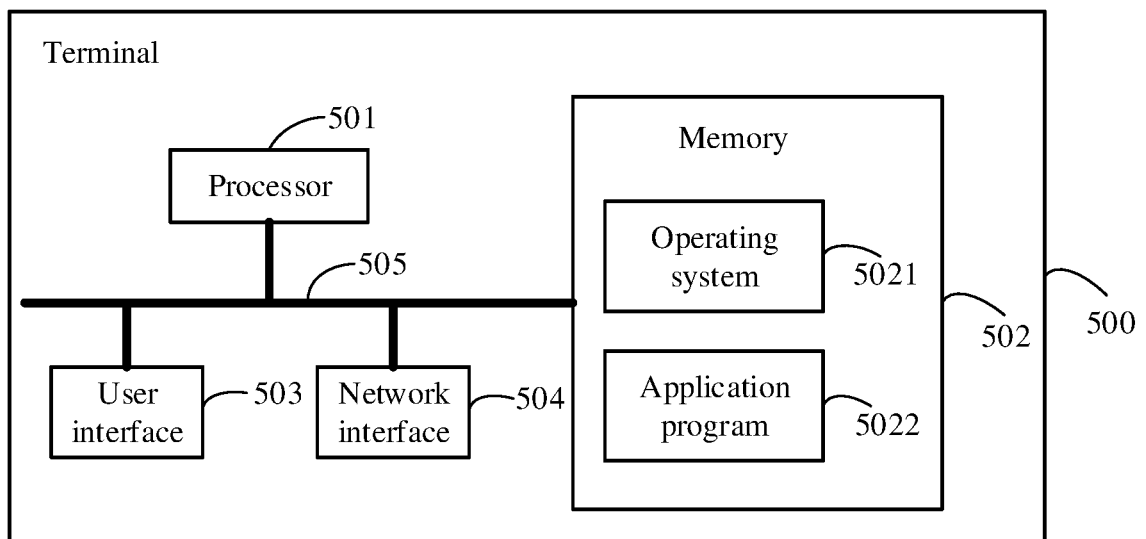 Terminal
501
Processor
505
User
interface
503
Network
interface
504
Memory
Operating
system
5021
Application
program
5022
502
500